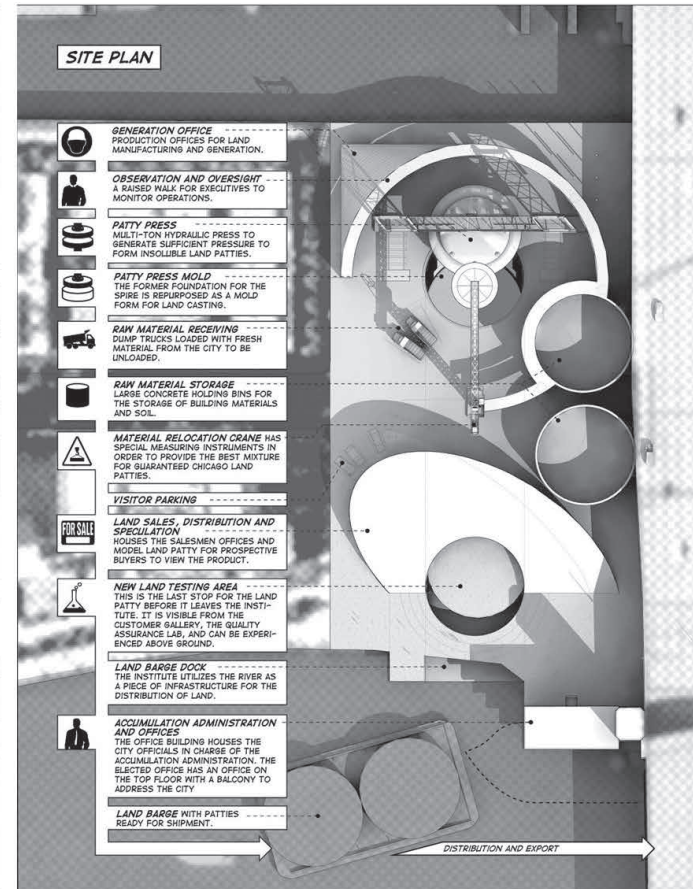 SITE PLAN
GENERATION OFFICE
PRODUCTION OFFICES FOR LAND
MANUFACTURING AND GENERATION.
OBSERVATION AND OVERSIGHT
A RAISED WALK FOR EXECUTIVES TO
MONITOR OPERATIONS.
PATTY PRESS
MULTI-TON HYDRAULIC PRESS TO
GENERATE SUFFICIENT PRESSURE TO
FORM INSOLUBLE LAND PATTIES.
PATTY PRESS MOLD
THE FORMER FOUNDATION FOR THE
SPIRE IS REPURPOSED AS A MOLD
FORM FOR LAND CASTING.
RAW MATERIAL RECEIVING
DUMP TRUCKS LOADED WITH FRESH
MATERIAL FROM THE CITY TO BE
UNLOADED.
RAW MATERIAL STORAGE
LARGE CONCRETE HOLDING BINS FOR
THE STORAGE OF BUILDING MATERIALS
AND SOIL.
MATERIAL RELOCATION CRANE HAS
SPECIAL MEASURING INSTRUMENTS IN
ORDER TO PROVIDE THE BEST MIXTURE
FOR GUARANTEED CHICAGO LAND
PATTIES.
VISITOR PARKING
FOR SALE
LAND SALES, DISTRIBUTION AND
SPECULATION
HOUSES THE SALESMEN OFFICES AND
MODEL LAND PATTY FOR PROSPECTIVE
BUYERS TO VIEW THE PRODUCT.
NEW LAND TESTING AREA
THIS IS THE LAST STOP FOR THE LAND
PATTY BEFORE IT LEAVES THE INSTI-
TUTE. IT IS VISIBLE FROM THE
CUSTOMER GALLERY, THE QUALITY
ASSURANCE LAB, AND CAN BE EXPERI-
ENCED ABOVE GROUND.
LAND BARGE DOCK
THE INSTITUTE UTILIZES THE RIVER AS
A PIECE OF INFRASTRUCTURE FOR THE
DISTRIBUTION OF LAND.
ACCUMULATION ADMINISTRATION
AND OFFICES
THE OFFICE BUILDING HOUSES THE
CITY OFFICIALS IN CHARGE OF THE
ACCUMULATION ADMINISTRATION. THE
ELECTED OFFICE HAS AN OFFICE ON
THE TOP FLOOR WITH A BALCONY TO
ADDRESS THE CITY
LAND BARGE WITH PATTIES
READY FOR SHIPMENT.
DISTRIBUTION AND EXPORT